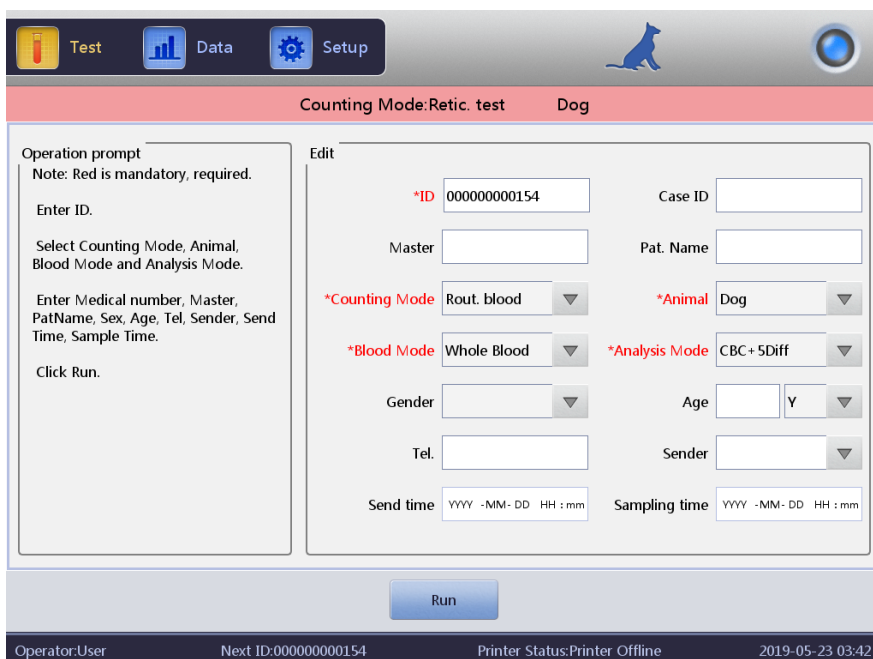 Test Data Setup
Counting Mode:Retic. test Dog
Operation prompt
Note: Red is mandatory, required.
Enter ID.
Select Counting Mode, Animal,
Blood Mode and Analysis Mode.
Enter Medical number, Master,
PatName, Sex, Age, Tel, Sender, Send
Time, Sample Time.
Click Run.
Edit
*ID 000000000154 Case ID
Master Pat. Name
*Counting Mode Rout. blood *Animal Dog
*Blood Mode Whole Blood *Analysis Mode CBC+5Diff
Gender Age Y
Tel. Sender
Send time YYYY -MM- DD HH : mm Sampling time YYYY -MM- DD HH : mm
Run
Operator:User Next ID:000000000154 Printer Status:Printer Offline 2019-05-23 03:42